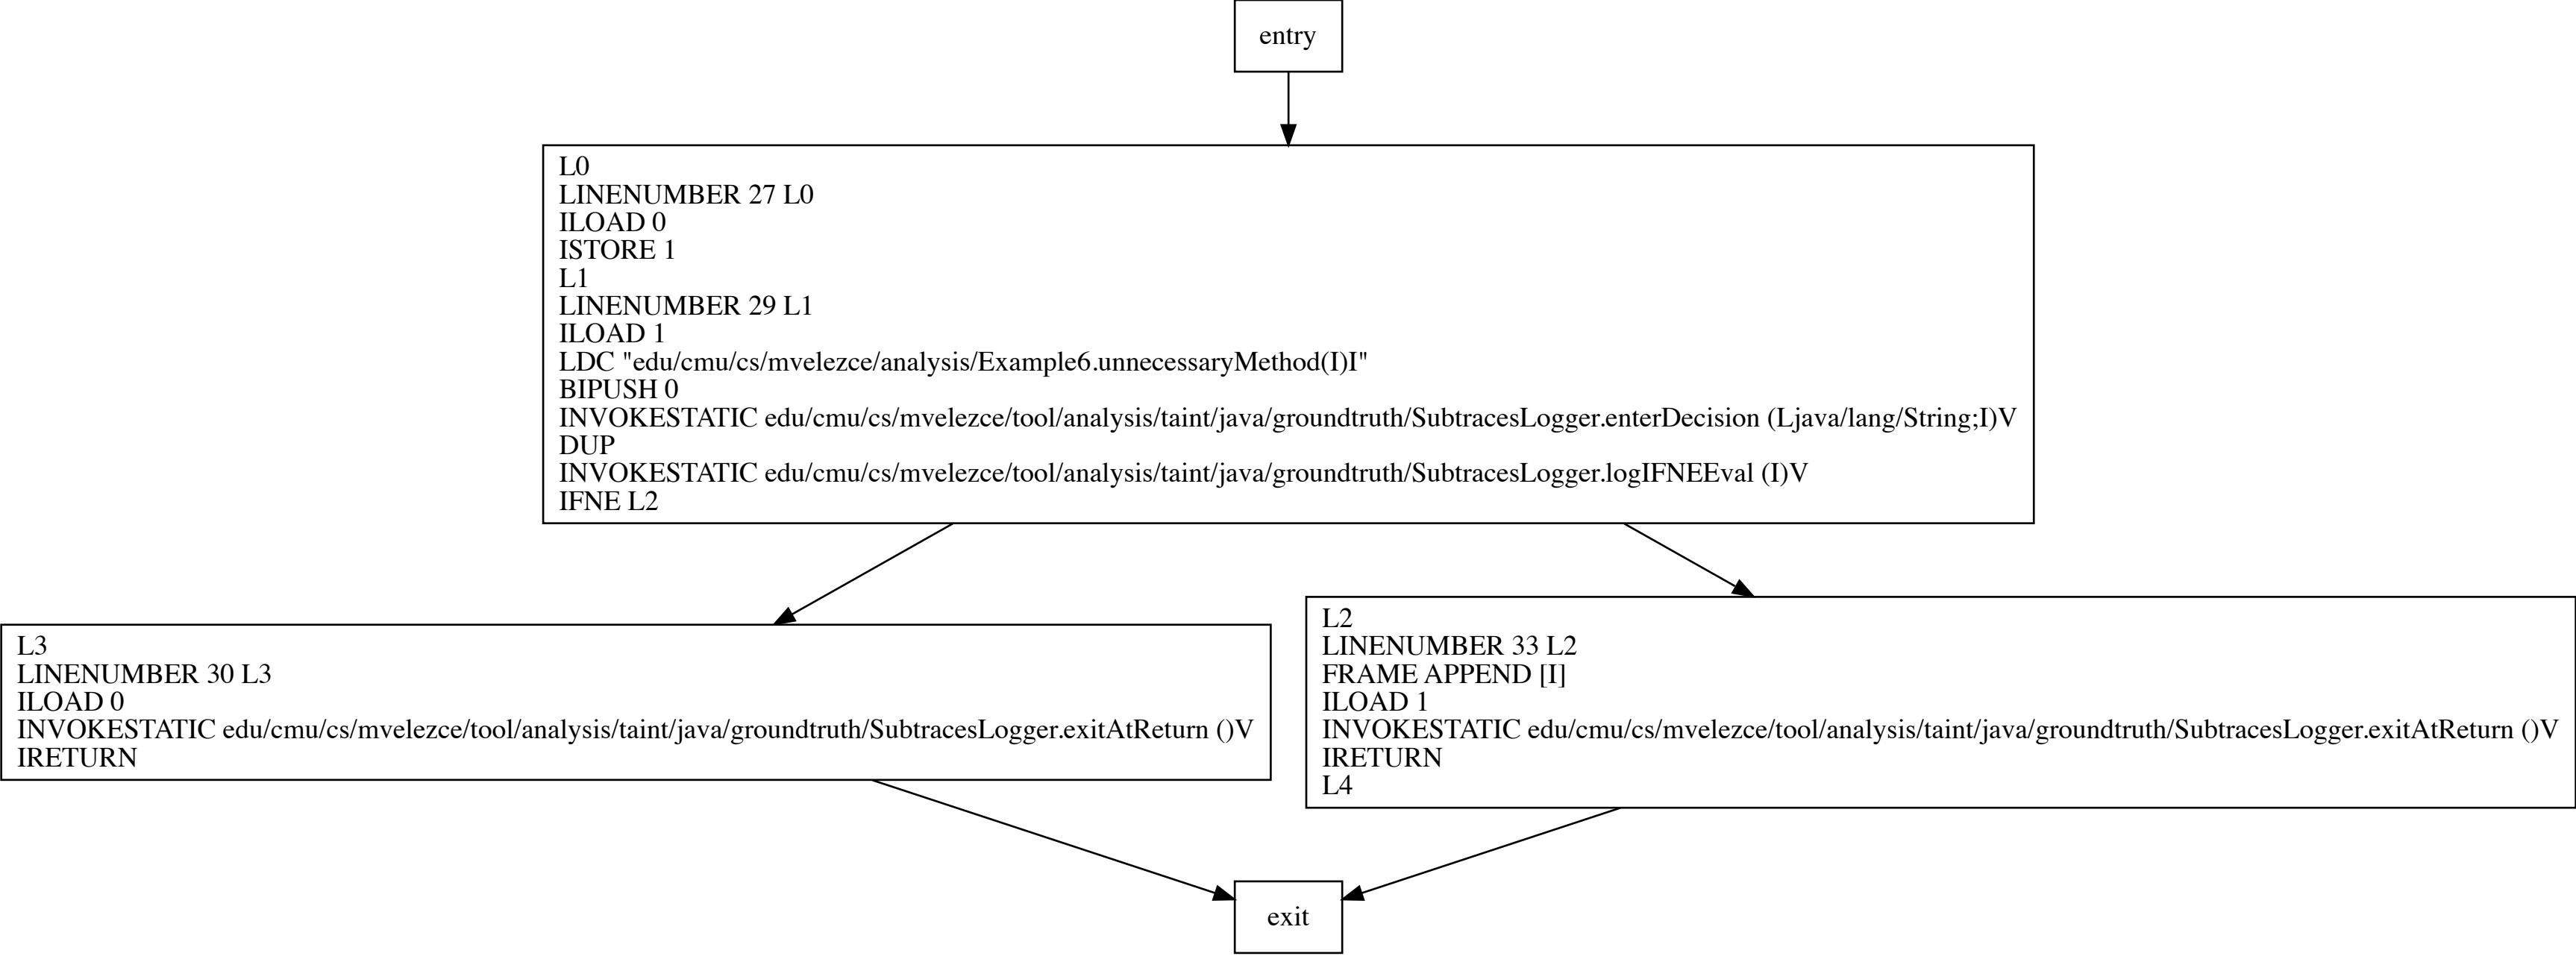 entry
L0
LINENUMBER 27 L0
ILOAD 0
ISTORE 1
L1
LINENUMBER 29 L1
ILOAD 1
LDC "edu/cmu/cs/mvelezce/analysis/Example6.unnecessaryMethod(I)I"
BIPUSH 0
INVOKESTATIC edu/cmu/cs/mvelezce/tool/analysis/taint/java/groundtruth/SubtracesLogger.enterDecision (Ljava/lang/String;I)V
DUP
INVOKESTATIC edu/cmu/cs/mvelezce/tool/analysis/taint/java/groundtruth/SubtracesLogger.logIFNEEval (I)V
IFNE L2
L3
LINENUMBER 30 L3
ILOAD 0
INVOKESTATIC edu/cmu/cs/mvelezce/tool/analysis/taint/java/groundtruth/SubtracesLogger.exitAtReturn ()V
IRETURN
L2
LINENUMBER 33 L2
FRAME APPEND [I]
ILOAD 1
INVOKESTATIC edu/cmu/cs/mvelezce/tool/analysis/taint/java/groundtruth/SubtracesLogger.exitAtReturn ()V
IRETURN
L4
exit